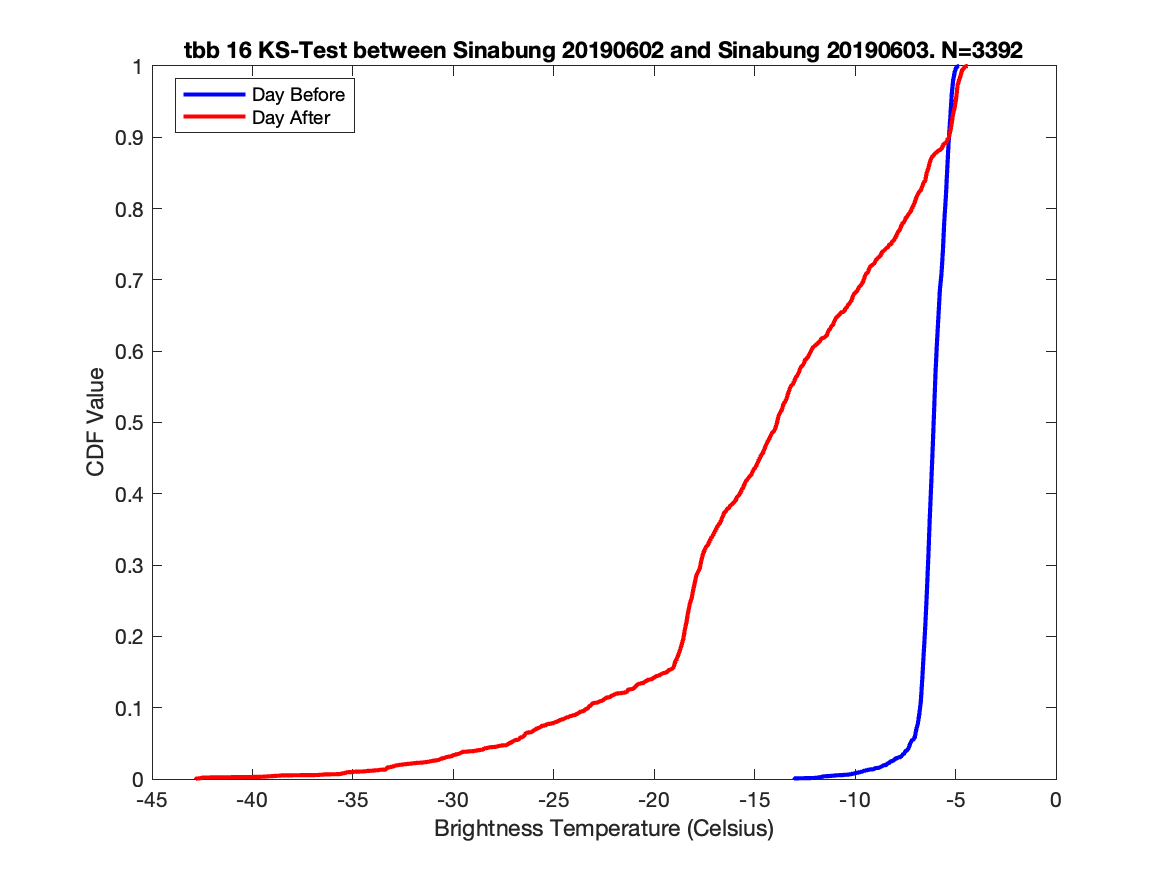 tbb 16 KS-Test between Sinabung 20190602 and Sinabung 20190603. N=3392
Day Before
Day After
1
0.9
0.8
0.7
0.6
0.5
0.4
0.3
0.2
0.1
0
CDF Value
-45 -40 -35 -30 -25 -20 -15 -10 -5 0
Brightness Temperature (Celsius)